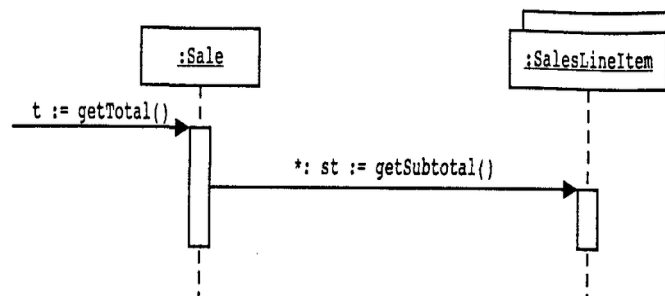 :Sale
:SalesLineItem
t := getTotal()
*: st := getSubtotal()